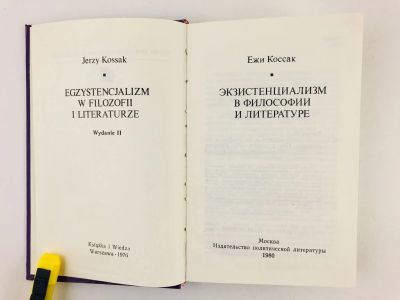 Jerzy Kossak
EGZYSTENCJALIZM
W FILOZOFII
I LITERATURZE
Wydanie II
Książka i Wiedza
Warszawa · 1976
Ежи Коссак
ЭКЗИСТЕНЦИАЛИЗМ
В ФИЛОСОФИИ
И ЛИТЕРАТУРЕ
Москва
Издательство политической литературы
1980